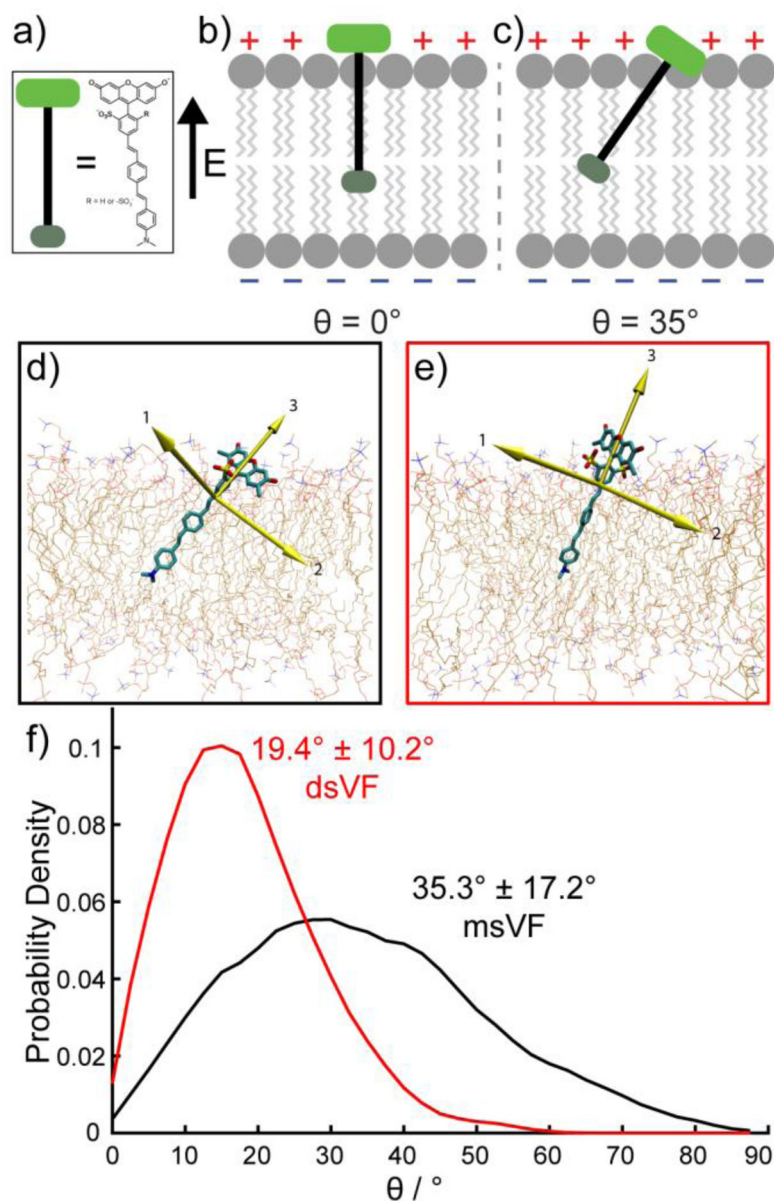 a)
b)
c)
+ + + +
+ + + + +
O
O
O-
-O3S
R
=
R = H or -SO3-
N
E
− − − − − −
− − − − − −
θ = 0°
θ = 35°
d)
1
3
2
e)
3
1
2
f)
19.4° ± 10.2°
dsVF
35.3° ± 17.2°
msVF
Probability Density
0.1
0.08
0.06
0.04
0.02
0
0 10 20 30 40 50 60 70 80 90
θ / °